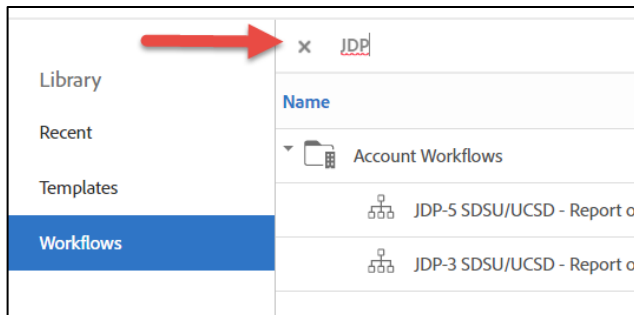 JDP
Library
Name
Recent
Account Workflows
Templates
JDP-5 SDSU/UCSD - Report o
Workflows
JDP-3 SDSU/UCSD - Report o